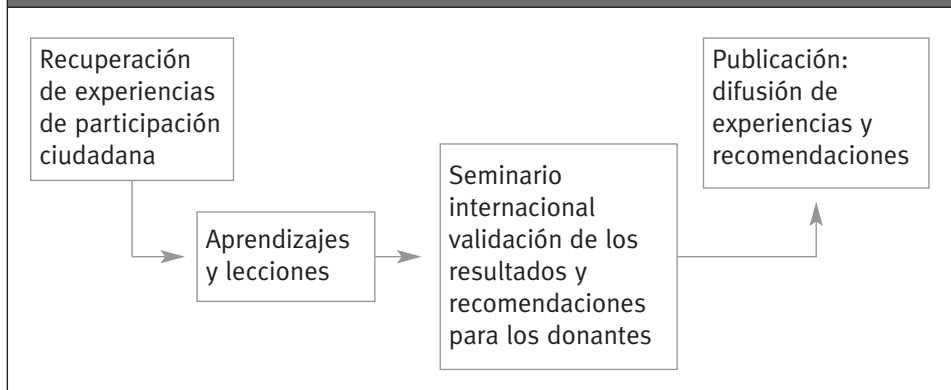 Recuperación
de experiencias
de participación
ciudadana
Aprendizajes
y lecciones
Seminario
internacional
validación de los
resultados y
recomendaciones
para los donantes
Publicación:
difusión de
experiencias y
recomendaciones